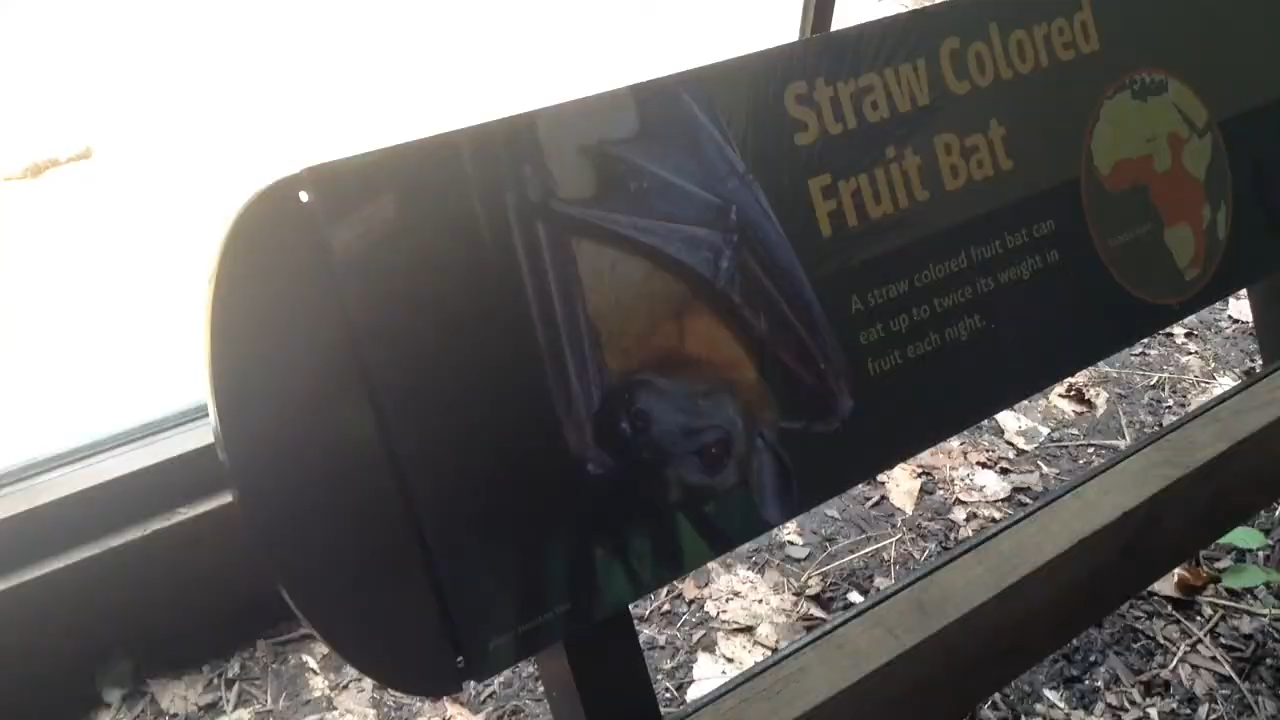 Straw Colored
Fruit Bat
A straw colored fruit bat can
eat up to twice its weight in
fruit each night.